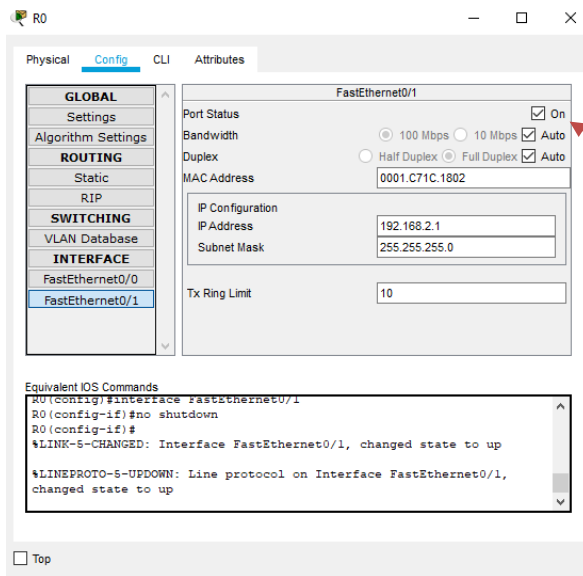 R0
Physical Config CLI Attributes
GLOBAL
Settings
Algorithm Settings
ROUTING
Static
RIP
SWITCHING
VLAN Database
INTERFACE
FastEthernet0/0
FastEthernet0/1
FastEthernet0/1
Port Status On
Bandwidth 100 Mbps 10 Mbps Auto
Duplex Half Duplex Full Duplex Auto
MAC Address 0001.C71C.1802
IP Configuration
IP Address 192.168.2.1
Subnet Mask 255.255.255.0
Tx Ring Limit 10
Equivalent IOS Commands
R0(config)#interface FastEthernet0/1
R0(config-if)#no shutdown
R0(config-if)#
%LINK-5-CHANGED: Interface FastEthernet0/1, changed state to up
%LINEPROTO-5-UPDOWN: Line protocol on Interface FastEthernet0/1,
changed state to up
Top